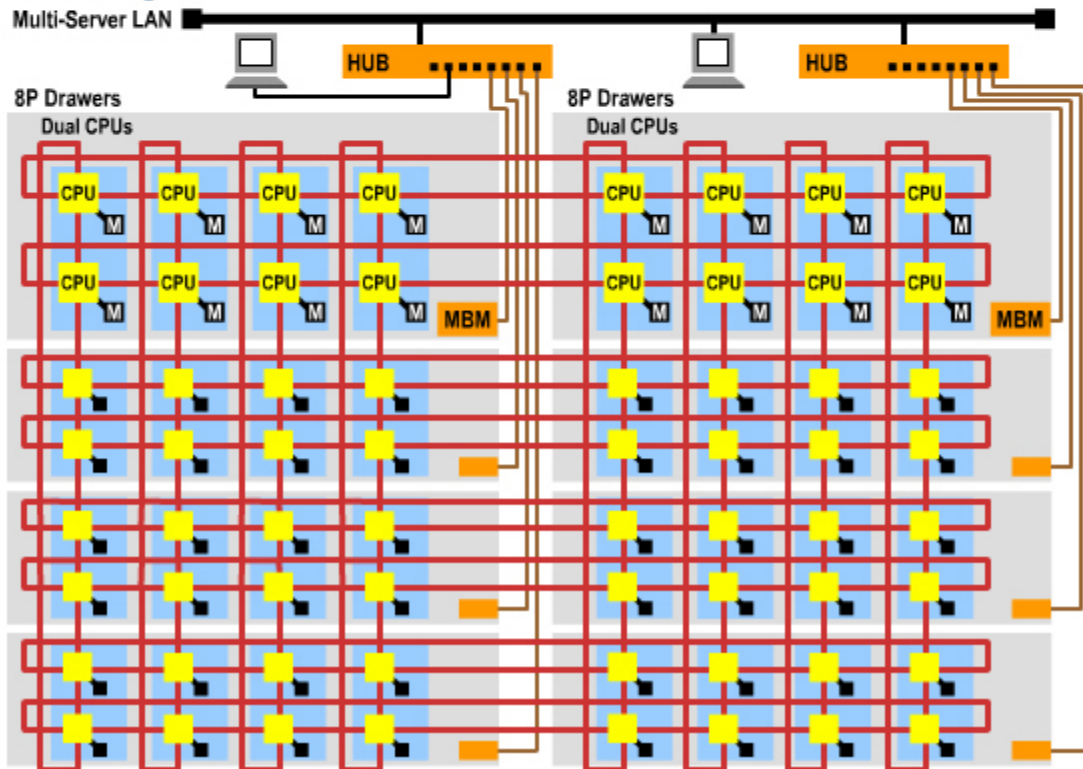 Multi-Server LAN
HUB HUB
8P Drawers 8P Drawers
Dual CPUs Dual CPUs
CPU CPU CPU CPU CPU CPU CPU CPU
M M M M M M M M
CPU CPU CPU CPU CPU CPU CPU CPU
M M M M M M M M
MBM MBM